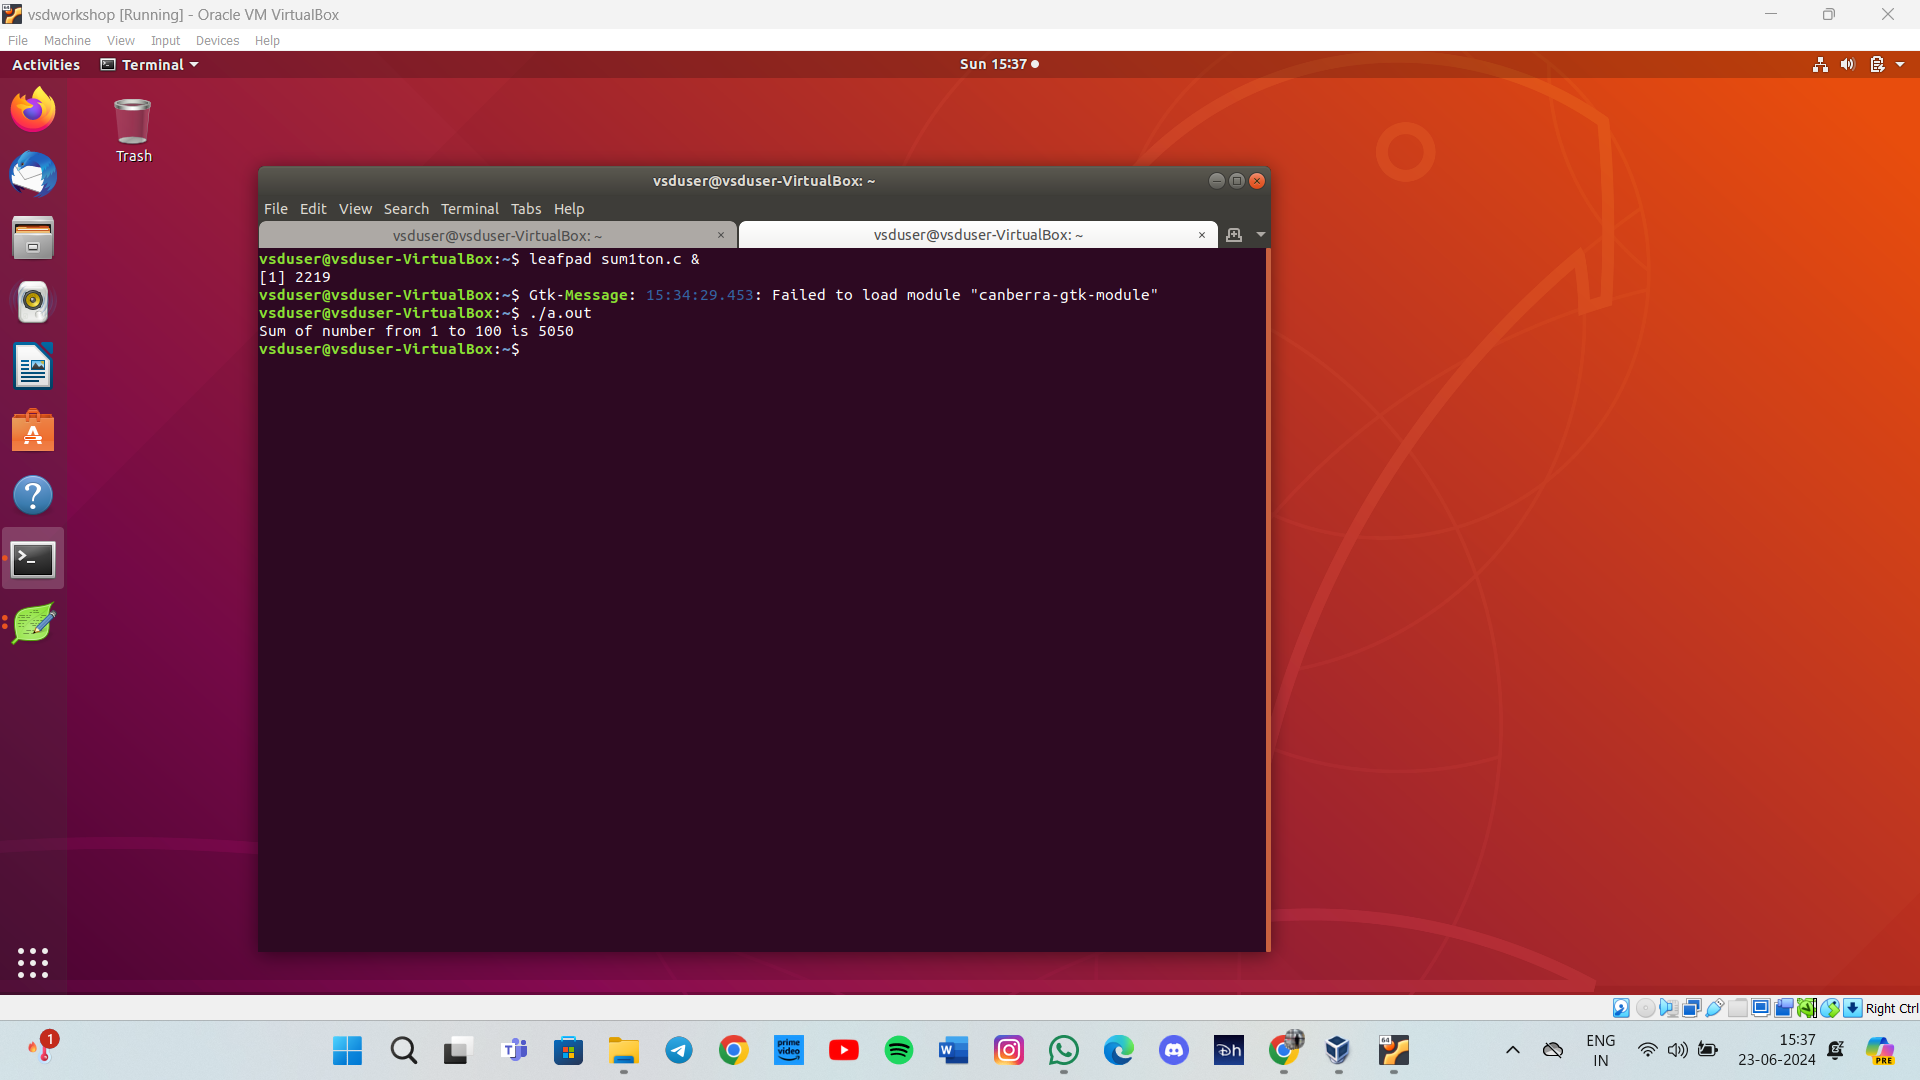 vsdworkshop [Running] - Oracle VM VirtualBox
File Machine View Input Devices Help
Activities Terminal Sun 15:37
Trash
vsduser@vsduser-VirtualBox: ~
File Edit View Search Terminal Tabs Help
vsduser@vsduser-VirtualBox: ~ × vsduser@vsduser-VirtualBox: ~ ×
vsduser@vsduser-VirtualBox:~$ leafpad sum1ton.c &
[1] 2219
vsduser@vsduser-VirtualBox:~$ Gtk-Message: 15:34:29.453: Failed to load module "canberra-gtk-module"
vsduser@vsduser-VirtualBox:~$ ./a.out
Sum of number from 1 to 100 is 5050
vsduser@vsduser-VirtualBox:~$
Right Ctrl
1
prime video
ENG
IN
15:37
23-06-2024
PRE